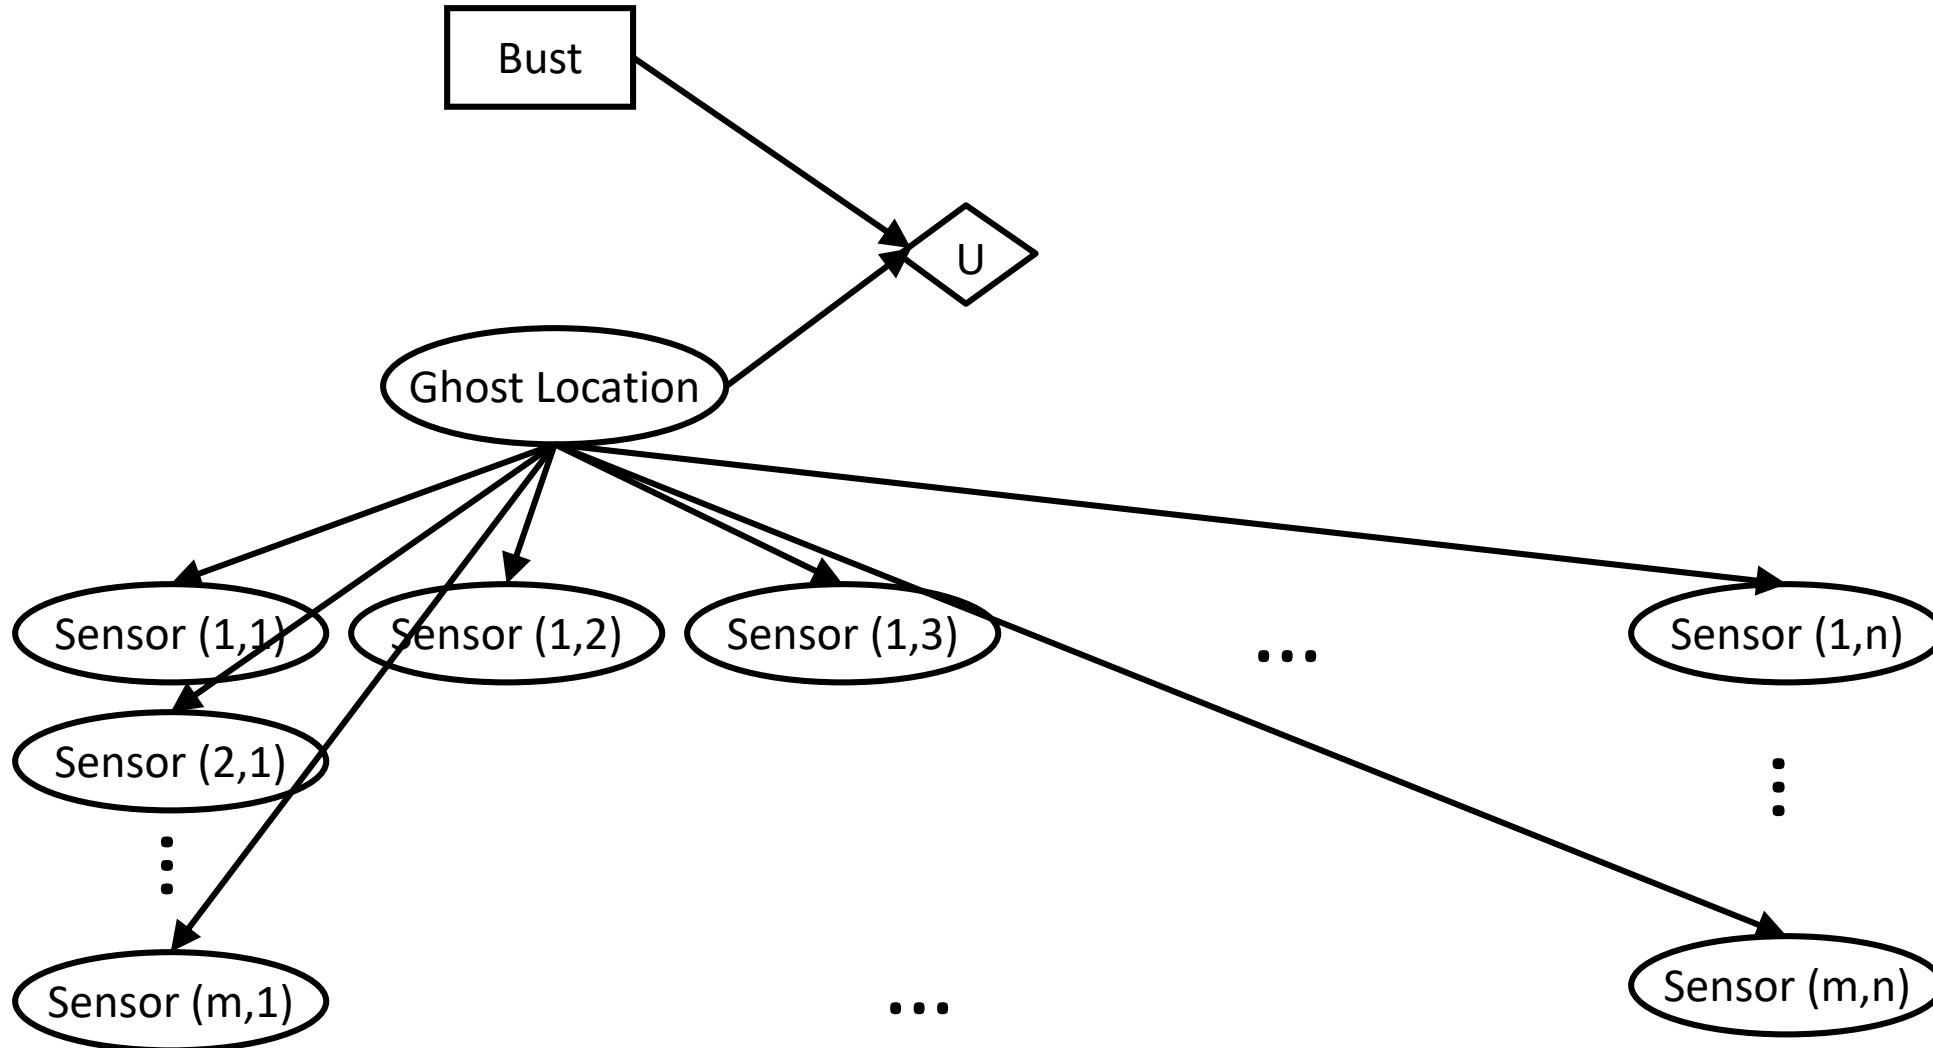 Bust
U
Ghost Location
Sensor (1,1)
Sensor (1,2)
Sensor (1,3)
...
Sensor (1,n)
Sensor (2,1)
...
...
Sensor (m,1)
...
Sensor (m,n)